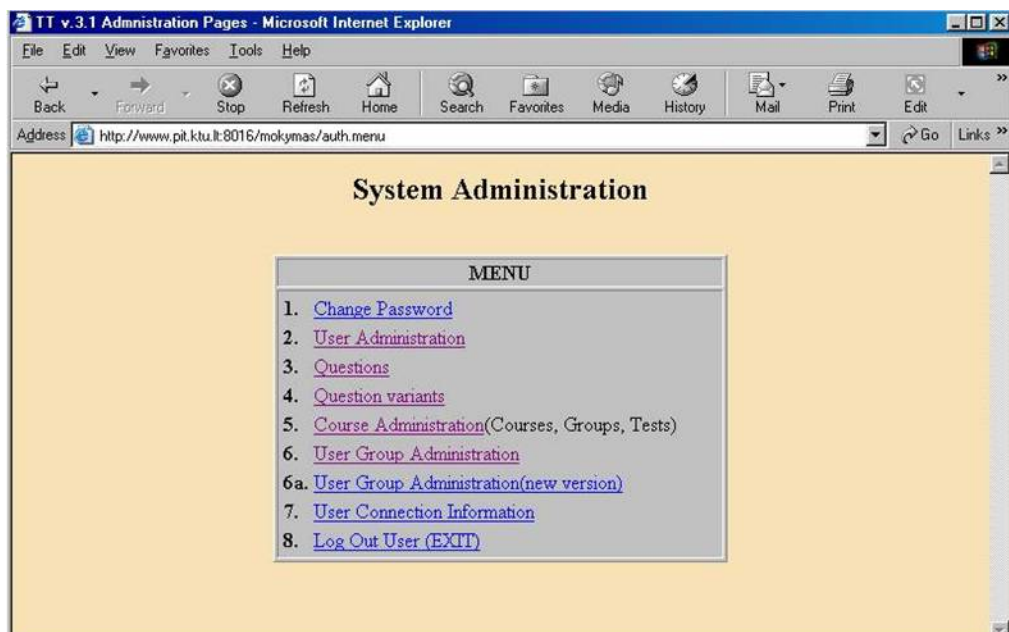 TT v.3.1 Admnistration Pages - Microsoft Internet Explorer
File Edit View Favorites Tools Help
Back Forward Stop Refresh Home Search Favorites Media History Mail Print Edit »
Address http://www.pit.ktu.lt:8016/mokymas/auth.menu Go Links »
System Administration
MENU
1. Change Password
2. User Administration
3. Questions
4. Question variants
5. Course Administration(Courses, Groups, Tests)
6. User Group Administration
6a. User Group Administration(new version)
7. User Connection Information
8. Log Out User (EXIT)